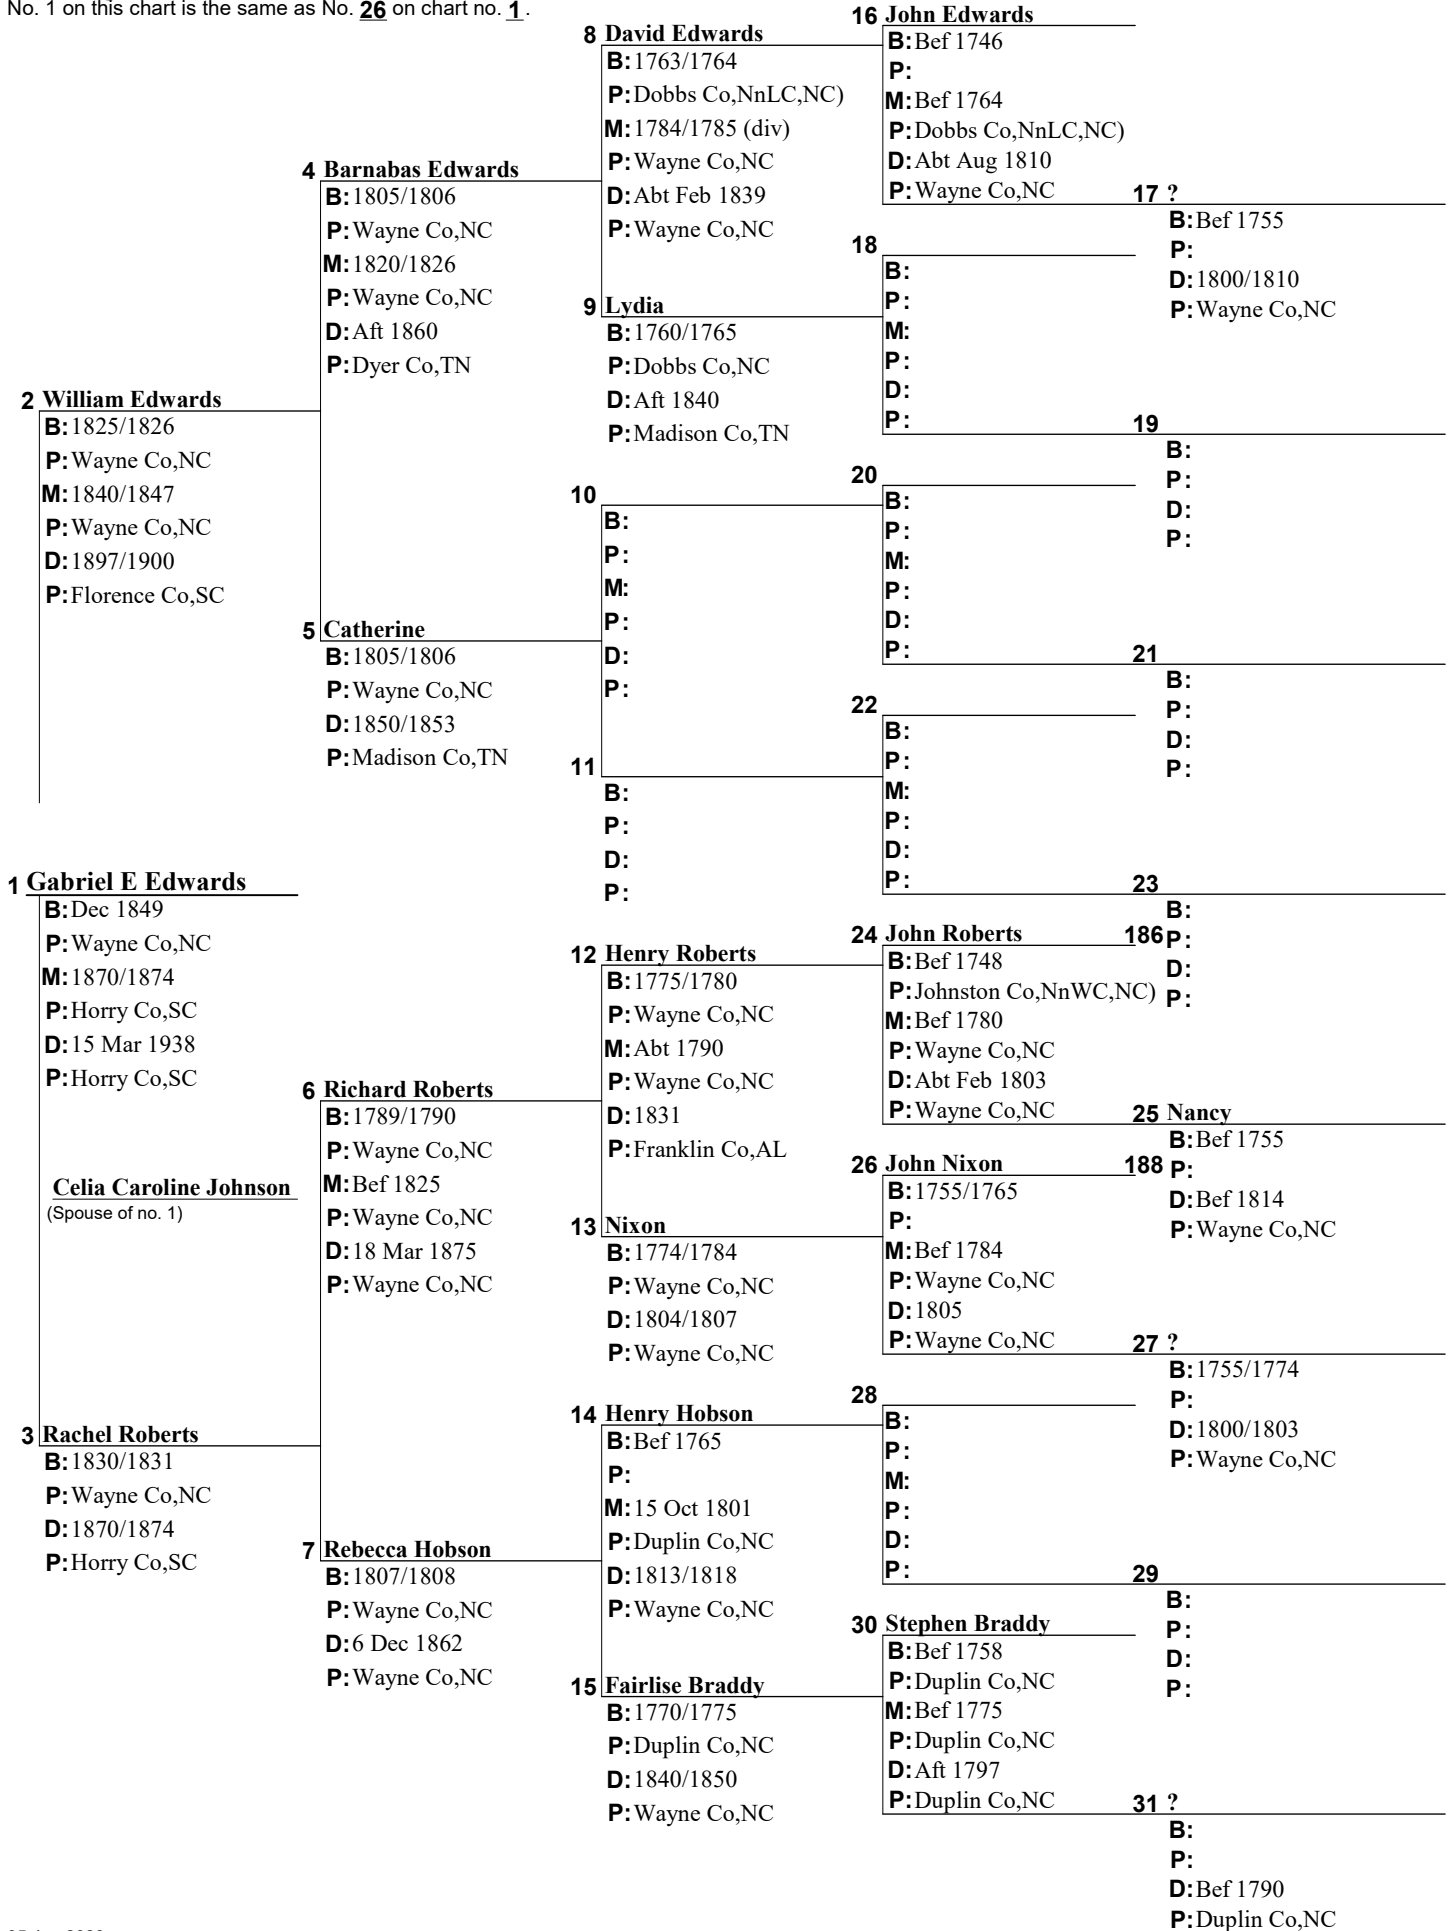 No. 1 on this chart is the same as No. 26 on chart no. 1.
16 John Edwards
B: Bef 1746
P:
M: Bef 1764
P: Dobbs Co,NnLC,NC)
D: Abt Aug 1810
P: Wayne Co,NC
8 David Edwards
B: 1763/1764
P: Dobbs Co,NnLC,NC)
M: 1784/1785 (div)
P: Wayne Co,NC
D: Abt Feb 1839
P: Wayne Co,NC
17 ?
B: Bef 1755
P:
D: 1800/1810
P: Wayne Co,NC
4 Barnabas Edwards
B: 1805/1806
P: Wayne Co,NC
M: 1820/1826
P: Wayne Co,NC
D: Aft 1860
P: Dyer Co,TN
18
B:
P:
M:
P:
D:
P:
9 Lydia
B: 1760/1765
P: Dobbs Co,NC
D: Aft 1840
P: Madison Co,TN
19
B:
P:
D:
P:
2 William Edwards
B: 1825/1826
P: Wayne Co,NC
M: 1840/1847
P: Wayne Co,NC
D: 1897/1900
P: Florence Co,SC
20
B:
P:
M:
P:
D:
P:
10
B:
P:
M:
P:
D:
P:
21
B:
P:
D:
P:
5 Catherine
B: 1805/1806
P: Wayne Co,NC
D: 1850/1853
P: Madison Co,TN
22
B:
P:
M:
P:
D:
P:
11
B:
P:
D:
P:
23
B:
P:
D:
P:
1 Gabriel E Edwards
B: Dec 1849
P: Wayne Co,NC
M: 1870/1874
P: Horry Co,SC
D: 15 Mar 1938
P: Horry Co,SC
Celia Caroline Johnson
(Spouse of no. 1)
24 John Roberts 186
B: Bef 1748
P: Johnston Co,NnWC,NC)
M: Bef 1780
P: Wayne Co,NC
D: Abt Feb 1803
P: Wayne Co,NC
12 Henry Roberts
B: 1775/1780
P: Wayne Co,NC
M: Abt 1790
P: Wayne Co,NC
D: 1831
P: Franklin Co,AL
25 Nancy
B: Bef 1755
P:
D: Bef 1814
P: Wayne Co,NC
6 Richard Roberts
B: 1789/1790
P: Wayne Co,NC
M: Bef 1825
P: Wayne Co,NC
D: 18 Mar 1875
P: Wayne Co,NC
26 John Nixon 188
B: 1755/1765
P:
M: Bef 1784
P: Wayne Co,NC
D: 1805
P: Wayne Co,NC
13 Nixon
B: 1774/1784
P: Wayne Co,NC
D: 1804/1807
P: Wayne Co,NC
27 ?
B: 1755/1774
P:
D: 1800/1803
P: Wayne Co,NC
3 Rachel Roberts
B: 1830/1831
P: Wayne Co,NC
D: 1870/1874
P: Horry Co,SC
28
B:
P:
M:
P:
D:
P:
14 Henry Hobson
B: Bef 1765
P:
M: 15 Oct 1801
P: Duplin Co,NC
D: 1813/1818
P: Wayne Co,NC
29
B:
P:
D:
P:
7 Rebecca Hobson
B: 1807/1808
P: Wayne Co,NC
D: 6 Dec 1862
P: Wayne Co,NC
30 Stephen Braddy
B: Bef 1758
P: Duplin Co,NC
M: Bef 1775
P: Duplin Co,NC
D: Aft 1797
P: Duplin Co,NC
15 Fairlise Braddy
B: 1770/1775
P: Duplin Co,NC
D: 1840/1850
P: Wayne Co,NC
31 ?
B:
P:
D: Bef 1790
P: Duplin Co,NC